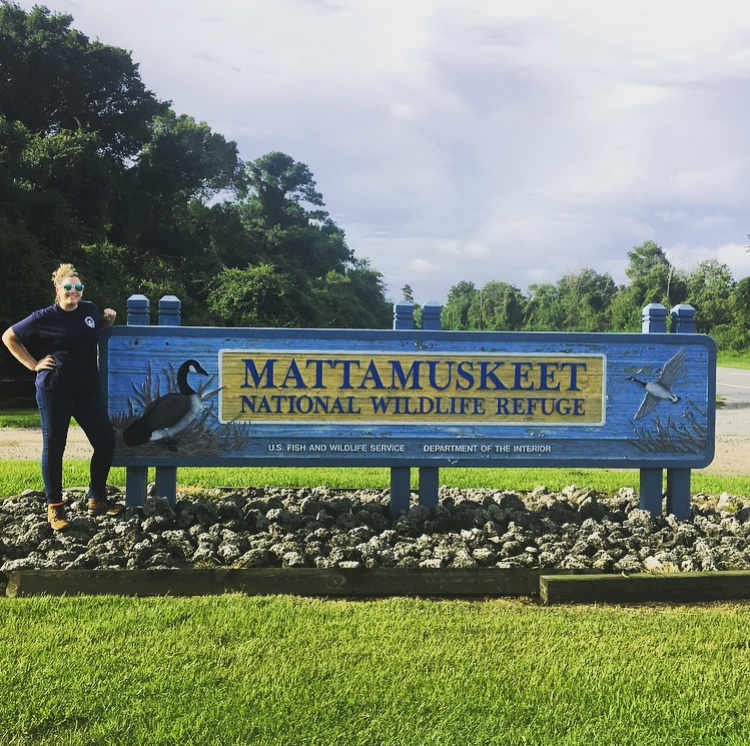 MATTAMUSKEET
NATIONAL WILDLIFE REFUGE
U.S. FISH AND WILDLIFE SERVICE DEPARTMENT OF THE INTERIOR